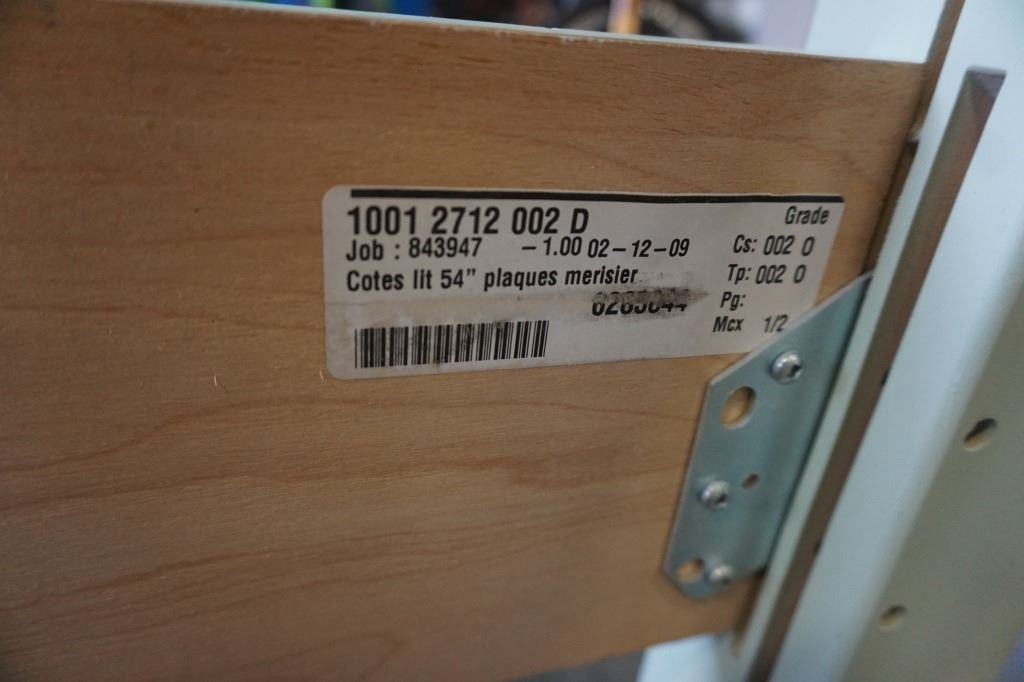 1001 2712 002 D Grade
Job : 843947 -1.00 02-12-09 Cs: 002 0
Cotes lit 54" plaques merisier Tp: 002 0
Pg:
Mcx 1/2